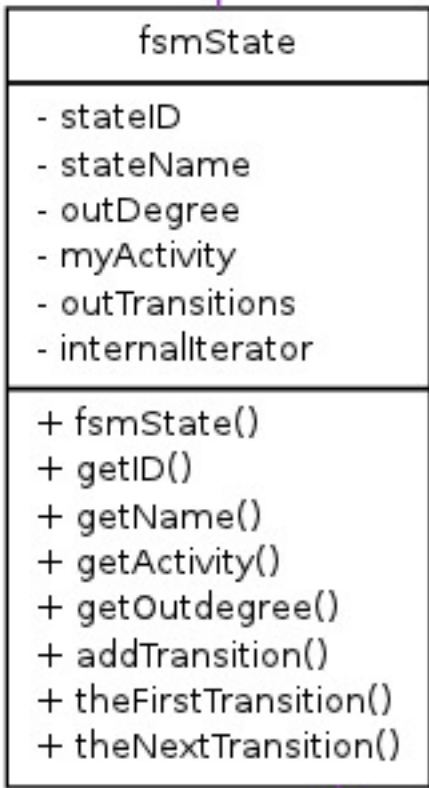 fsmState
- stateID
- stateName
- outDegree
- myActivity
- outTransitions
- internalIterator
+ fsmState()
+ getID()
+ getName()
+ getActivity()
+ getOutdegree()
+ addTransition()
+ theFirstTransition()
+ theNextTransition()